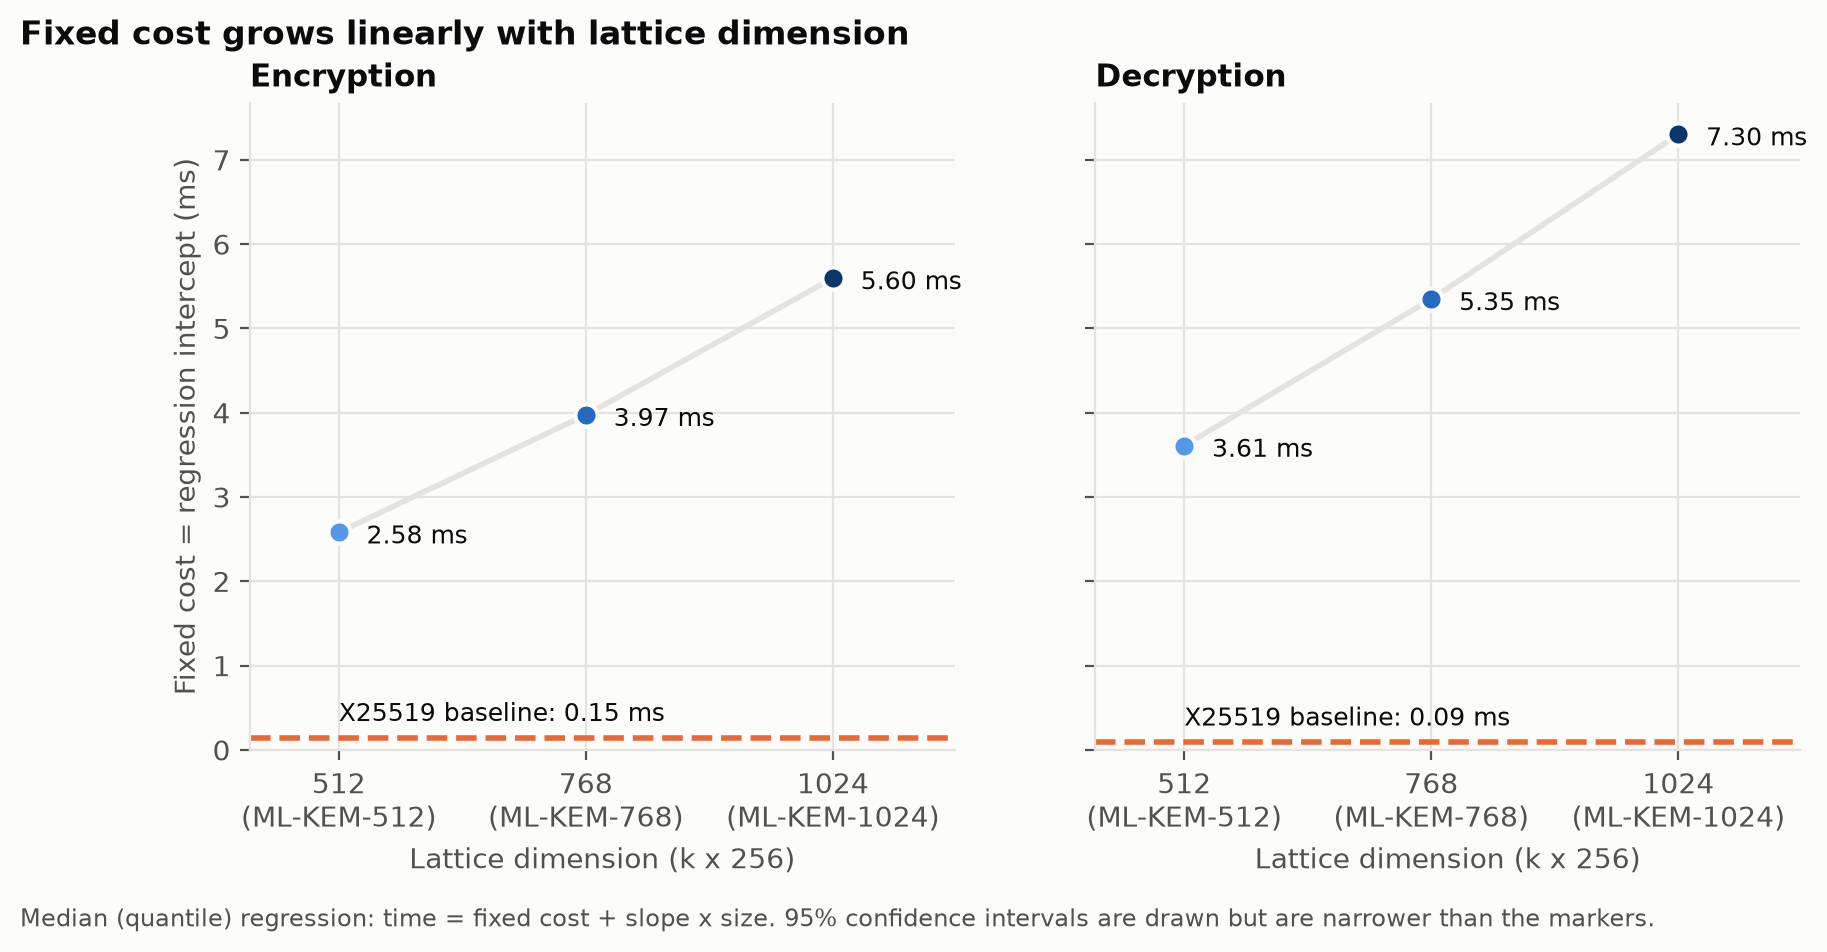 Fixed cost grows linearly with lattice dimension
Encryption
Fixed cost = regression intercept (ms)
7
6
5
4
3
2
1
0
5.60 ms
3.97 ms
2.58 ms
X25519 baseline: 0.15 ms
512
(ML-KEM-512)
768
(ML-KEM-768)
1024
(ML-KEM-1024)
Lattice dimension (k x 256)
Decryption
7.30 ms
5.35 ms
3.61 ms
X25519 baseline: 0.09 ms
512
(ML-KEM-512)
768
(ML-KEM-768)
1024
(ML-KEM-1024)
Lattice dimension (k x 256)
Median (quantile) regression: time = fixed cost + slope x size. 95% confidence intervals are drawn but are narrower than the markers.